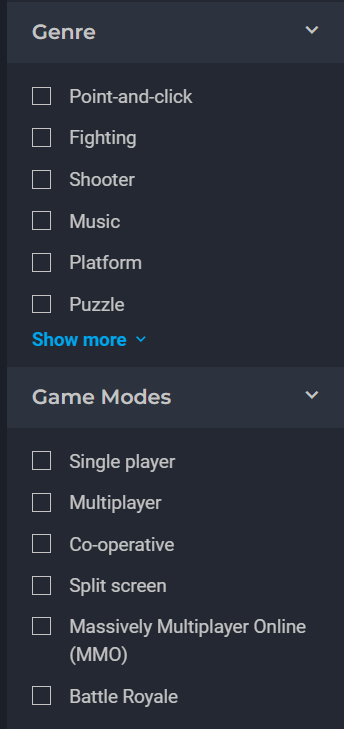 Genre
Point-and-click
Fighting
Shooter
Music
Platform
Puzzle
Show more
Game Modes
Single player
Multiplayer
Co-operative
Split screen
Massively Multiplayer Online
(MMO)
Battle Royale